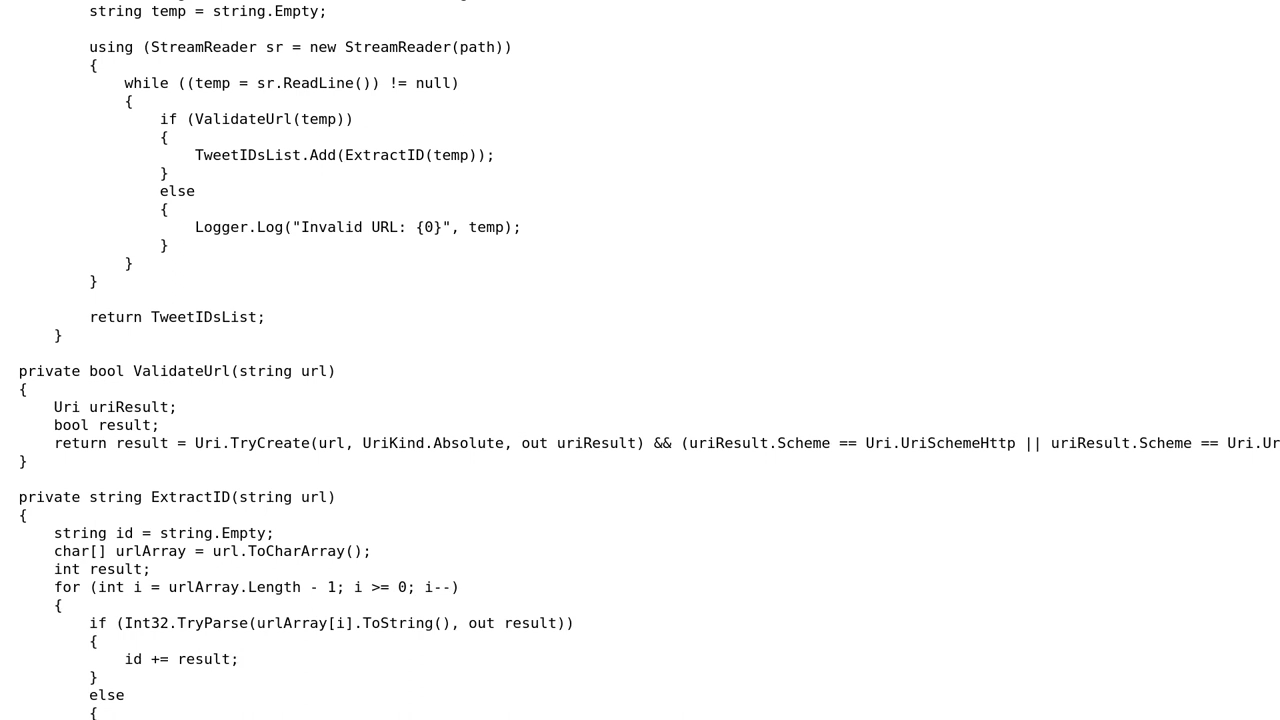 string temp = string.Empty;
using (StreamReader sr = new StreamReader(path))
{
while ((temp = sr.ReadLine()) != null)
{
if (ValidateUrl(temp))
{
TweetIDsList.Add(ExtractID(temp));
}
else
{
Logger.Log("Invalid URL: {0}", temp);
}
}
}
return TweetIDsList;
}
private bool ValidateUrl(string url)
{
Uri uriResult;
bool result;
return result = Uri.TryCreate(url, UriKind.Absolute, out uriResult) && (uriResult.Scheme == Uri.UriSchemeHttp || uriResult.Scheme == Uri.Ur
}
private string ExtractID(string url)
{
string id = string.Empty;
char[] urlArray = url.ToCharArray();
int result;
for (int i = urlArray.Length - 1; i >= 0; i--)
{
if (Int32.TryParse(urlArray[i].ToString(), out result))
{
id += result;
}
else
{